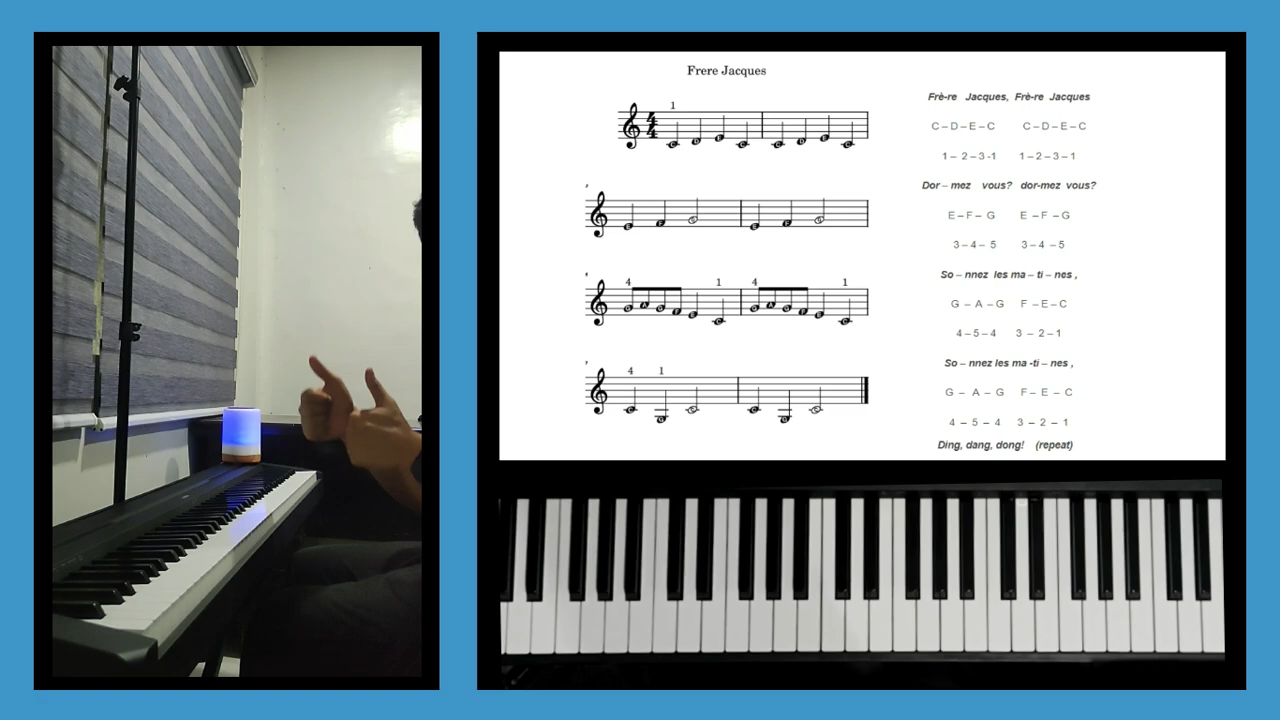 Frere Jacques
1
4
4
C D E C C D E C
E F G E F G
4 1 4 1
G A G F E C G A G F E C
4 1
C G C C G C
Frè-re Jacques, Frè-re Jacques
C – D – E – C C – D – E – C
1 – 2 – 3 -1 1 – 2 – 3 – 1
Dor – mez vous? dor-mez vous?
E – F – G E – F – G
3 – 4 – 5 3 – 4 – 5
So – nnez les ma – ti – nes ,
G – A – G F – E – C
4 – 5 – 4 3 – 2 – 1
So – nnez les ma -ti – nes ,
G – A – G F – E – C
4 – 5 – 4 3 – 2 – 1
Ding, dang, dong! (repeat)